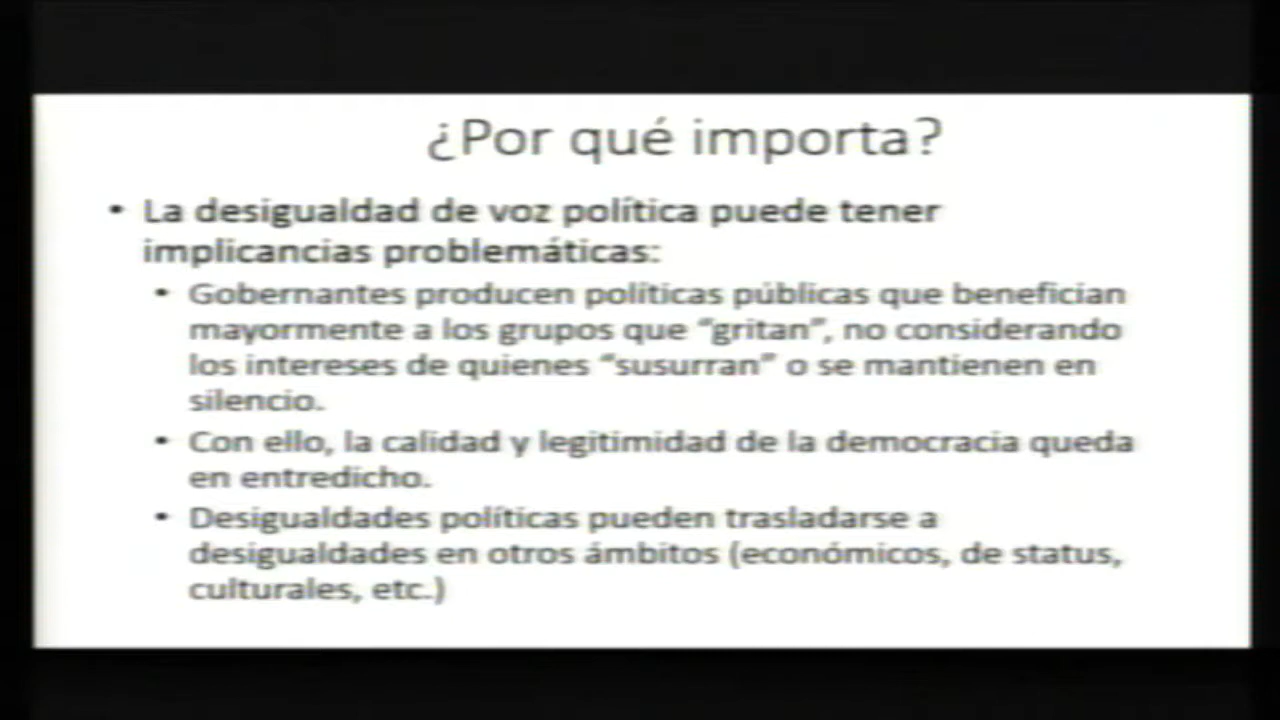 ¿Por qué importa?
• La desigualdad de voz política puede tener
implicancias problemáticas:
• Gobernantes producen políticas públicas que benefician
mayormente a los grupos que “gritan”, no considerando
los intereses de quienes “susurran” o se mantienen en
silencio.
• Con ello, la calidad y legitimidad de la democracia queda
en entredicho.
• Desigualdades políticas pueden trasladarse a
desigualdades en otros ámbitos (económicos, de status,
culturales, etc.)